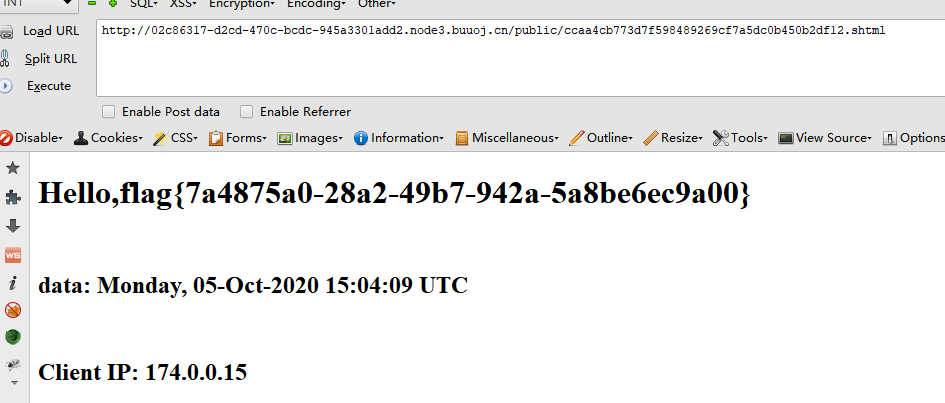 INT SQL- XSS- Encryption- Encoding- Other-
Load URL http://02c86317-d2cd-470c-bcdc-945a3301add2.node3.buuoj.cn/public/ccaa4cb773d7f598489269cf7a5dc0b450b2df12.shtml
Split URL
Execute
Enable Post data Enable Referrer
Disable Cookies CSS Forms Images Information Miscellaneous Outline Resize Tools View Source Options
Hello,flag{7a4875a0-28a2-49b7-942a-5a8be6ec9a00}
data: Monday, 05-Oct-2020 15:04:09 UTC
WS
Client IP: 174.0.0.15